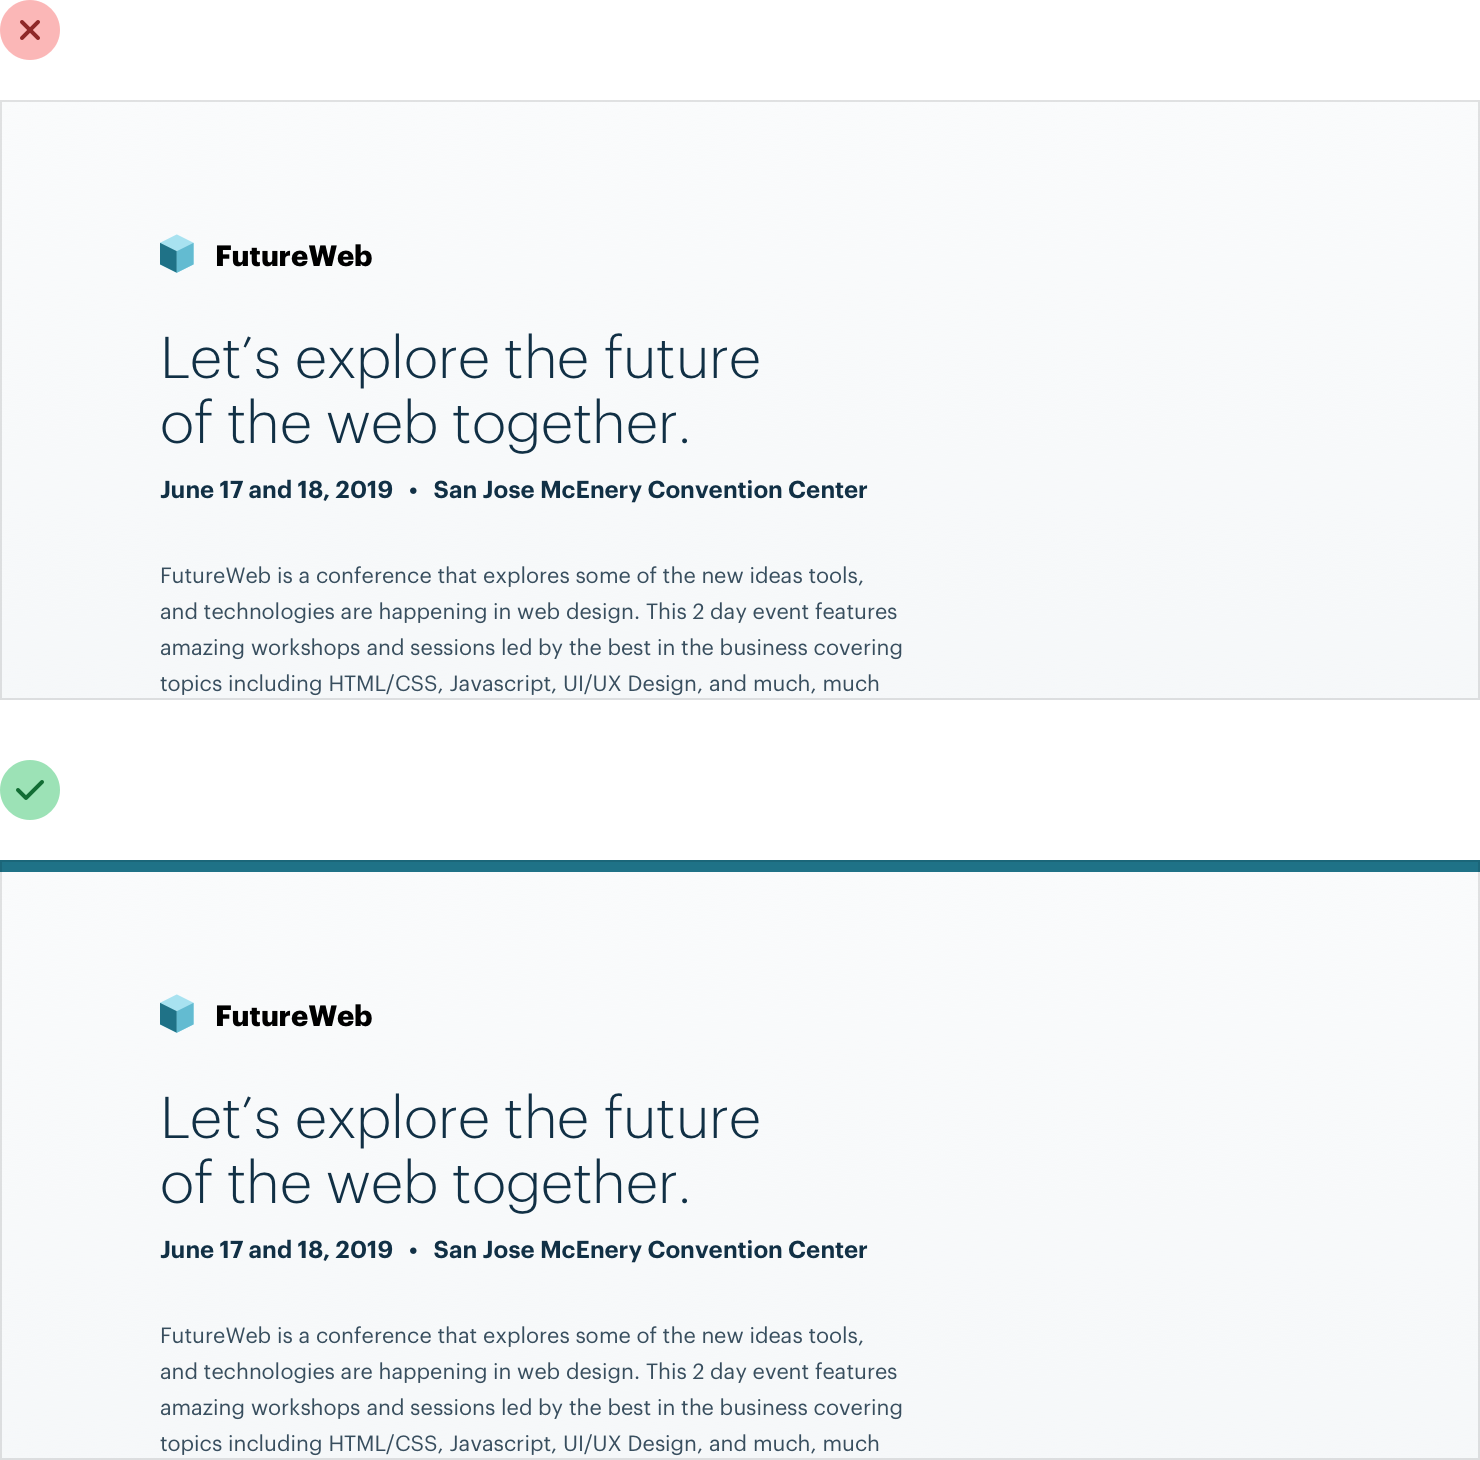 FutureWeb
Let’s explore the future
of the web together.
June 17 and 18, 2019 • San Jose McEnery Convention Center
FutureWeb is a conference that explores some of the new ideas tools,
and technologies are happening in web design. This 2 day event features
amazing workshops and sessions led by the best in the business covering
topics including HTML/CSS, Javascript, UI/UX Design, and much, much
FutureWeb
Let’s explore the future
of the web together.
June 17 and 18, 2019 • San Jose McEnery Convention Center
FutureWeb is a conference that explores some of the new ideas tools,
and technologies are happening in web design. This 2 day event features
amazing workshops and sessions led by the best in the business covering
topics including HTML/CSS, Javascript, UI/UX Design, and much, much